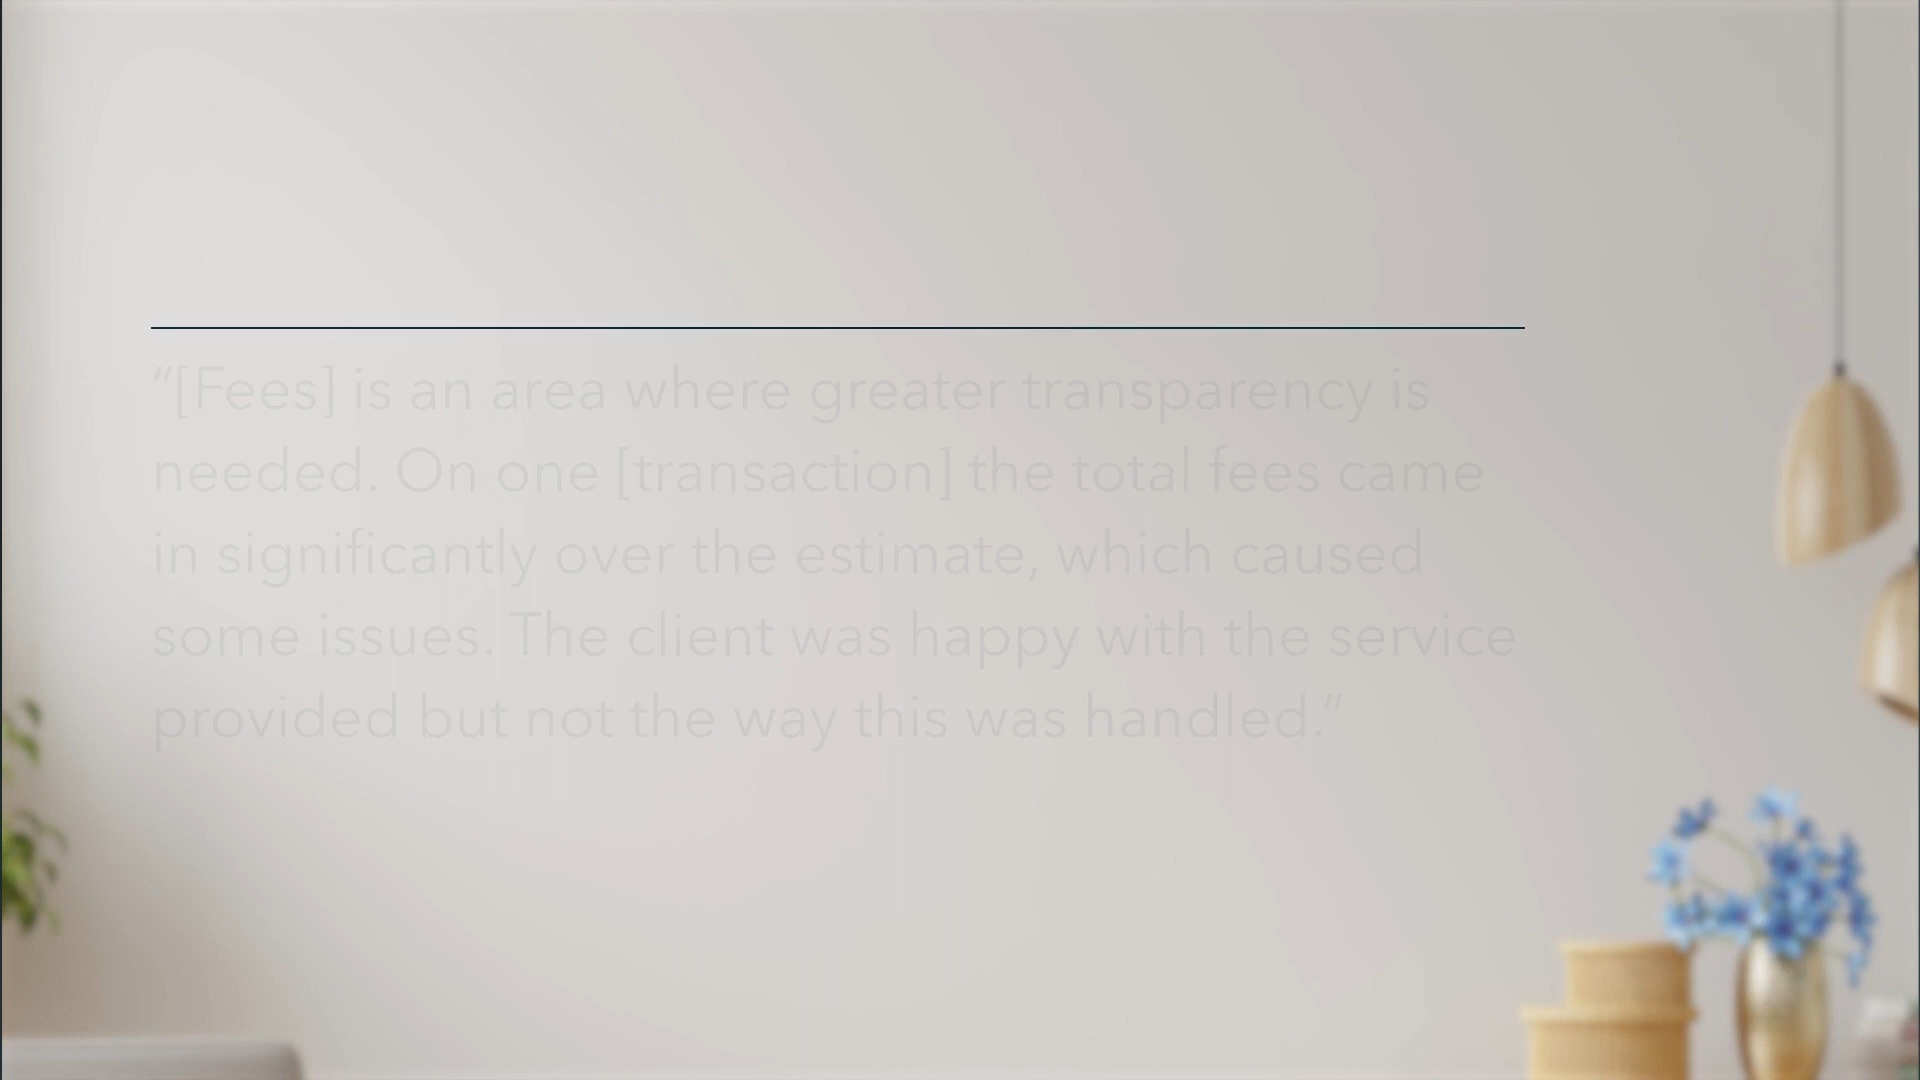 “[Fees] is an area where greater transparency is
needed. On one [transaction] the total fees came
in significantly over the estimate, which caused
some issues. The client was happy with the service
provided but not the way this was handled.”